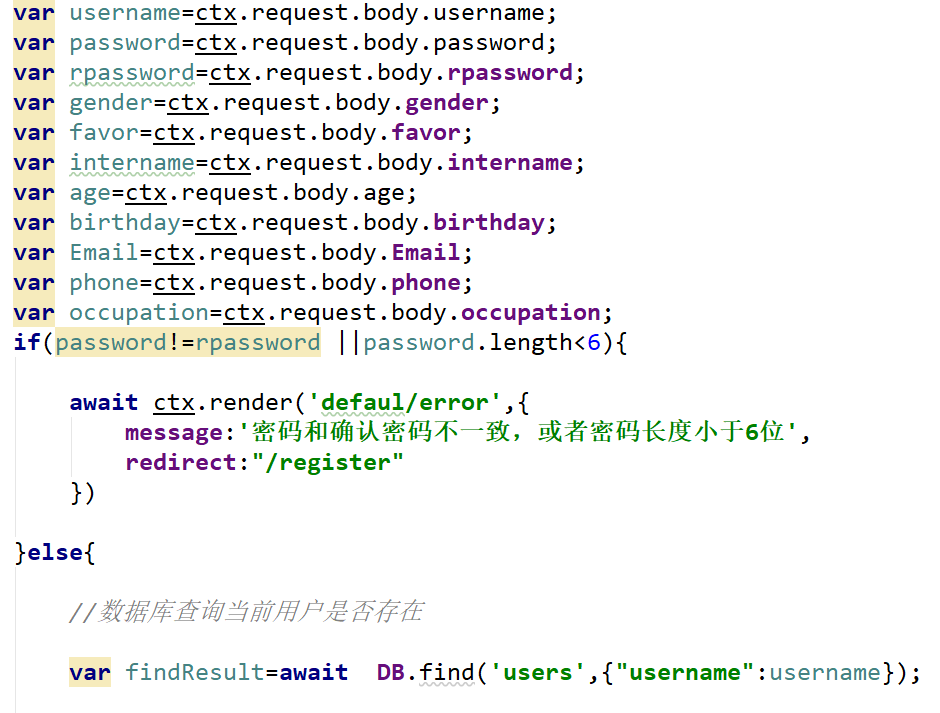 var username=ctx.request.body.username;
var password=ctx.request.body.password;
var rpassword=ctx.request.body.rpassword;
var gender=ctx.request.body.gender;
var favor=ctx.request.body.favor;
var intername=ctx.request.body.intername;
var age=ctx.request.body.age;
var birthday=ctx.request.body.birthday;
var Email=ctx.request.body.Email;
var phone=ctx.request.body.phone;
var occupation=ctx.request.body.occupation;
if(password!=rpassword ||password.length<6){
await ctx.render('defaul/error',{
message:'密码和确认密码不一致，或者密码长度小于6位',
redirect:"/register"
})
}else{
//数据库查询当前用户是否存在
var findResult=await  DB.find('users',{"username":username});